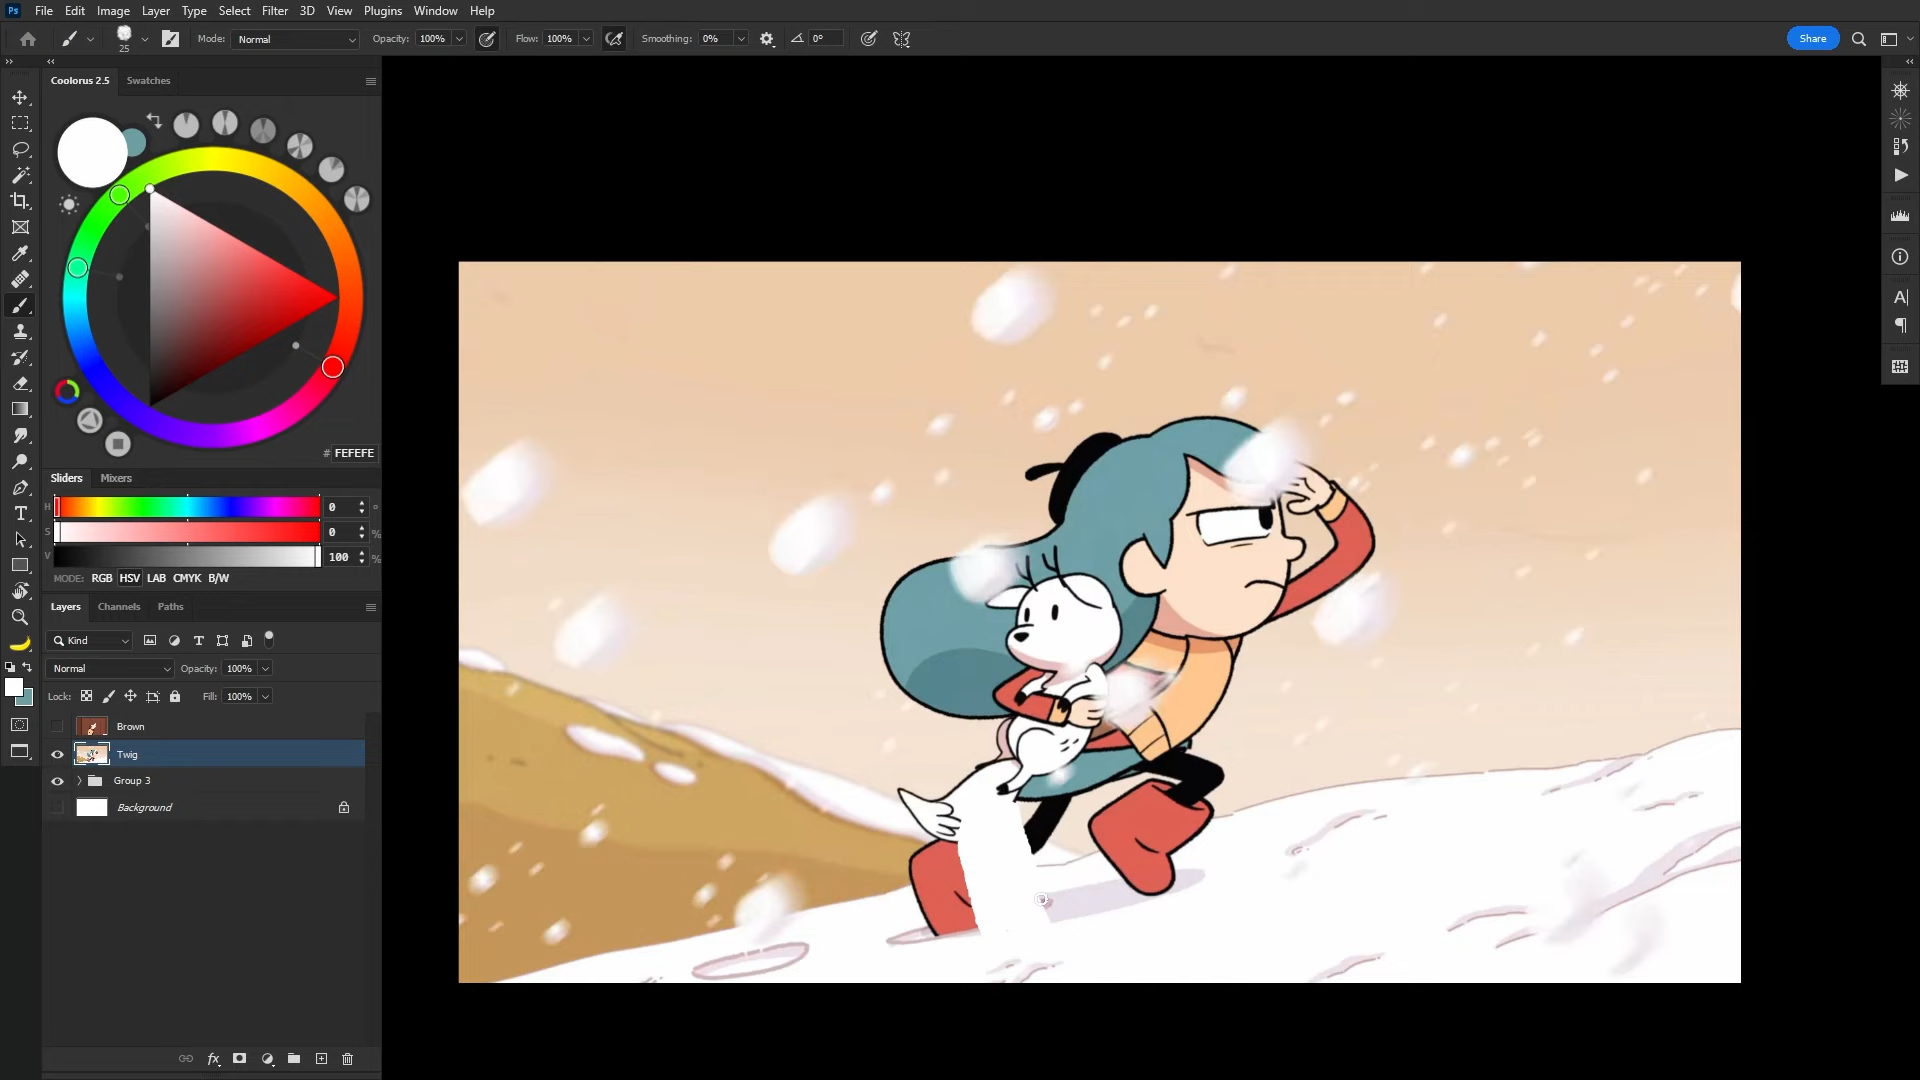 Ps File Edit Image Layer Type Select Filter 3D View Plugins Window Help
25 Mode: Normal Opacity: 100% Flow: 100% Smoothing: 0% 0° Share
Coolorus 2.5 Swatches
# FEFEFE
Sliders Mixers
H 0 °
S 0 %
V 100 %
MODE: RGB HSV LAB CMYK B/W
Layers Channels Paths
Kind
Normal Opacity: 100%
Lock: Fill: 100%
Brown
Twig
Group 3
Background
fx